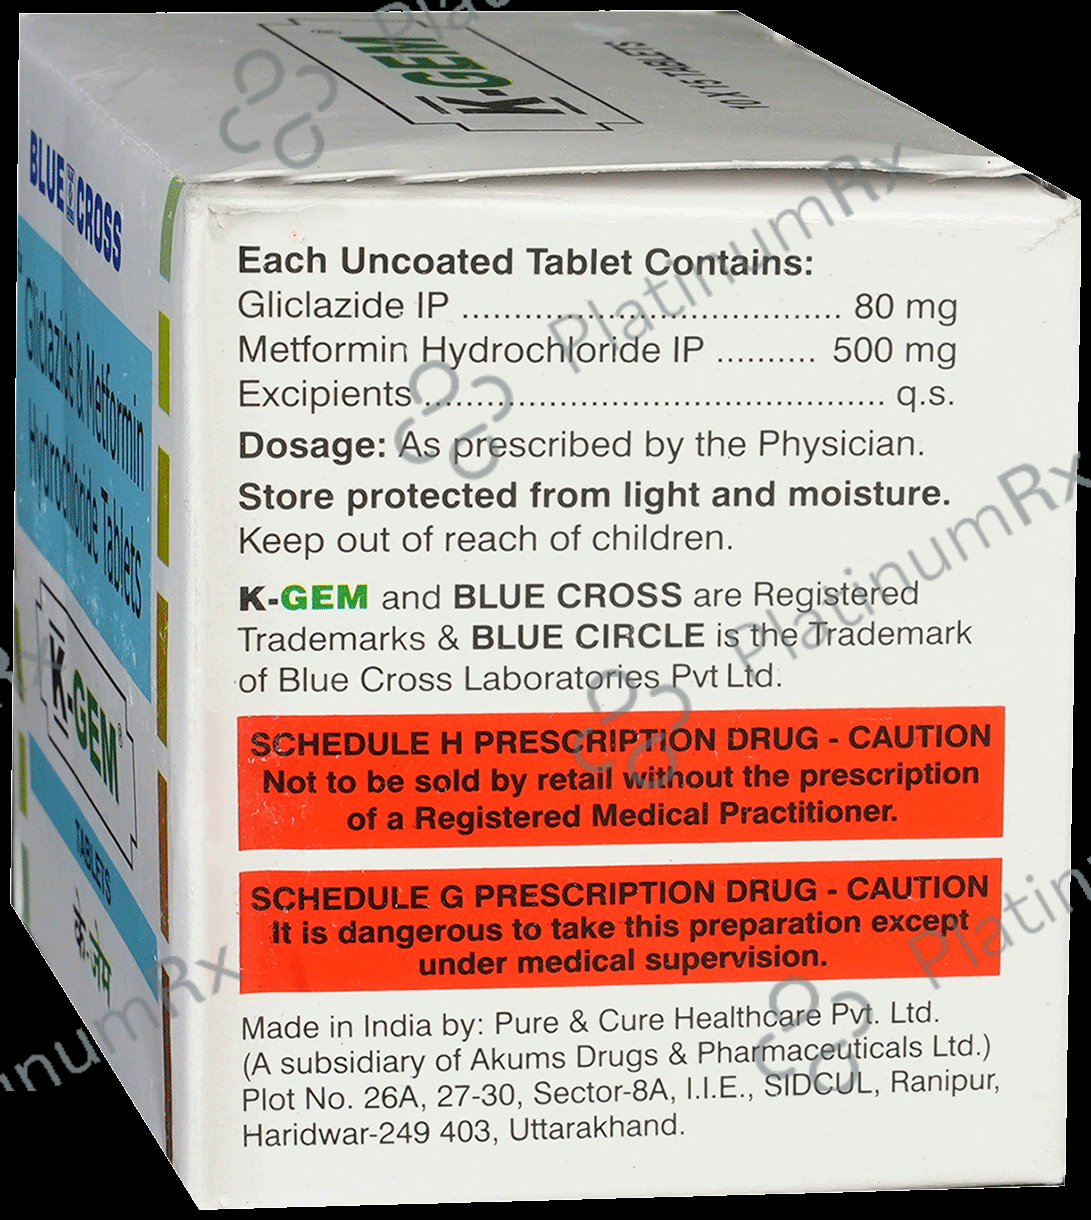 K-GEM®
10 X 15 TABLETS
BLUE CROSS
Gliclazide & Metformin
Hydrochloride Tablets
K-GEM®
TABLETS
के-जेम
Each Uncoated Tablet Contains:
Gliclazide IP ..................................... 80 mg
Metformin Hydrochloride IP .......... 500 mg
Excipients ............................................ q.s.
Dosage: As prescribed by the Physician.
Store protected from light and moisture.
Keep out of reach of children.
K-GEM and BLUE CROSS are Registered
Trademarks & BLUE CIRCLE is the Trademark
of Blue Cross Laboratories Pvt Ltd.
SCHEDULE H PRESCRIPTION DRUG - CAUTION
Not to be sold by retail without the prescription
of a Registered Medical Practitioner.
SCHEDULE G PRESCRIPTION DRUG - CAUTION
It is dangerous to take this preparation except
under medical supervision.
Made in India by: Pure & Cure Healthcare Pvt. Ltd.
(A subsidiary of Akums Drugs & Pharmaceuticals Ltd.)
Plot No. 26A, 27-30, Sector-8A, I.I.E., SIDCUL, Ranipur,
Haridwar-249 403, Uttarakhand.
PlatinumRx
PlatinumRx
PlatinumRx